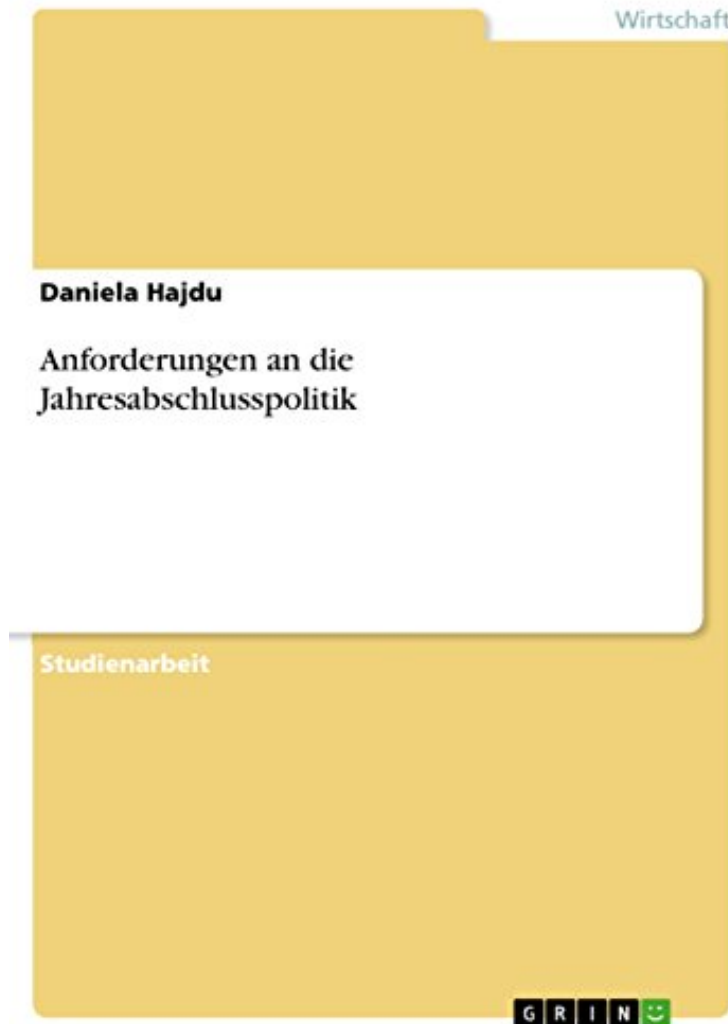 Wirtschaft
Daniela Hajdu
Anforderungen an die
Jahresabschlusspolitik
Studienarbeit
GRIN